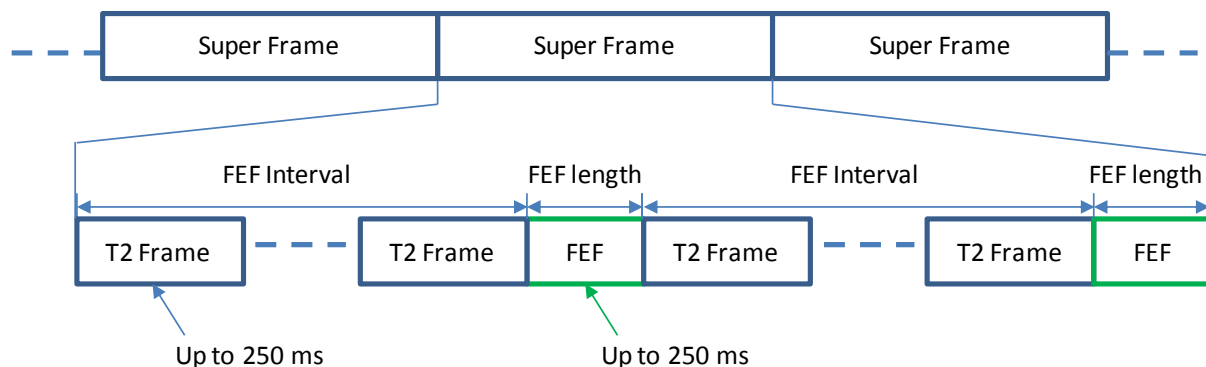 Super Frame
Super Frame
Super Frame
FEF Interval
FEF length
FEF Interval
FEF length
T2 Frame
T2 Frame
FEF
T2 Frame
T2 Frame
FEF
Up to 250 ms
Up to 250 ms